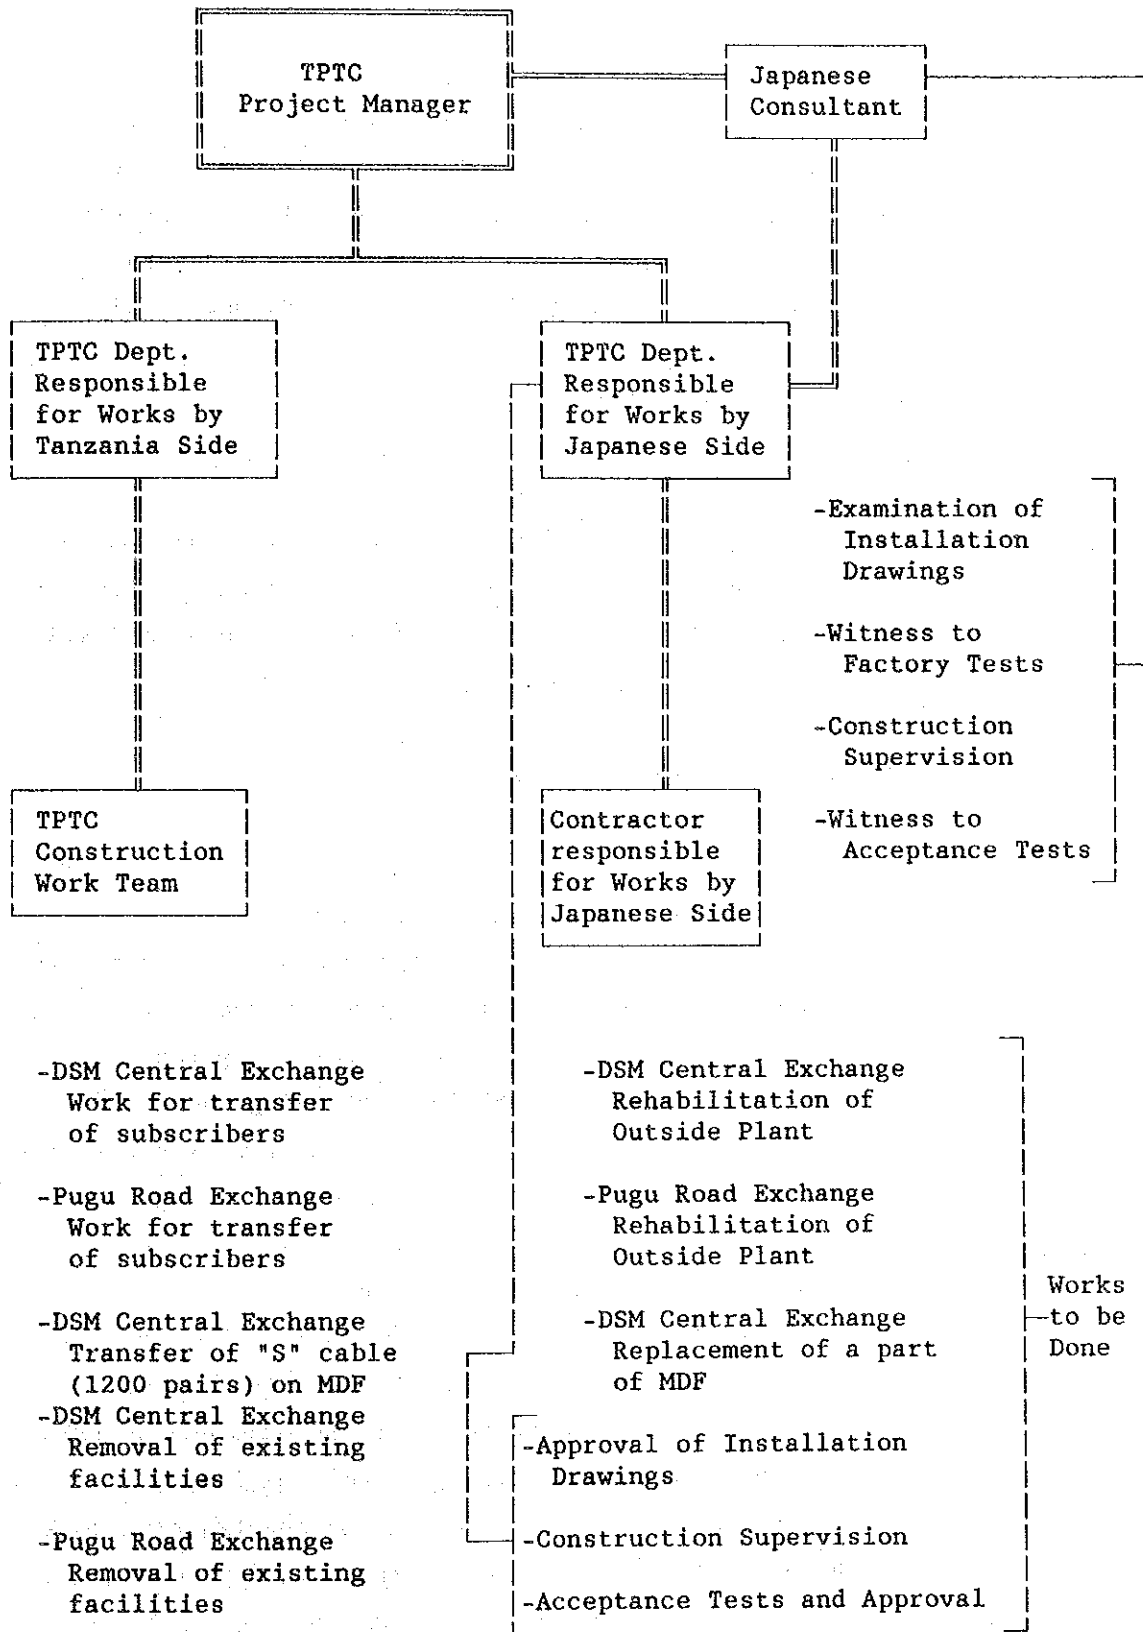 TPTC
Project Manager
Japanese
Consultant
TPTC Dept.
Responsible
for Works by
Tanzania Side
TPTC Dept.
Responsible
for Works by
Japanese Side
-Examination of
Installation
Drawings
-Witness to
Factory Tests
-Construction
Supervision
-Witness to
Acceptance Tests
TPTC
Construction
Work Team
Contractor
responsible
for Works by
Japanese Side
-DSM Central Exchange
Work for transfer
of subscribers
-Pugu Road Exchange
Work for transfer
of subscribers
-DSM Central Exchange
Transfer of "S" cable
(1200 pairs) on MDF
-DSM Central Exchange
Removal of existing
facilities
-Pugu Road Exchange
Removal of existing
facilities
-DSM Central Exchange
Rehabilitation of
Outside Plant
-Pugu Road Exchange
Rehabilitation of
Outside Plant
-DSM Central Exchange
Replacement of a part
of MDF
-Approval of Installation
Drawings
-Construction Supervision
-Acceptance Tests and Approval
Works
to be
Done